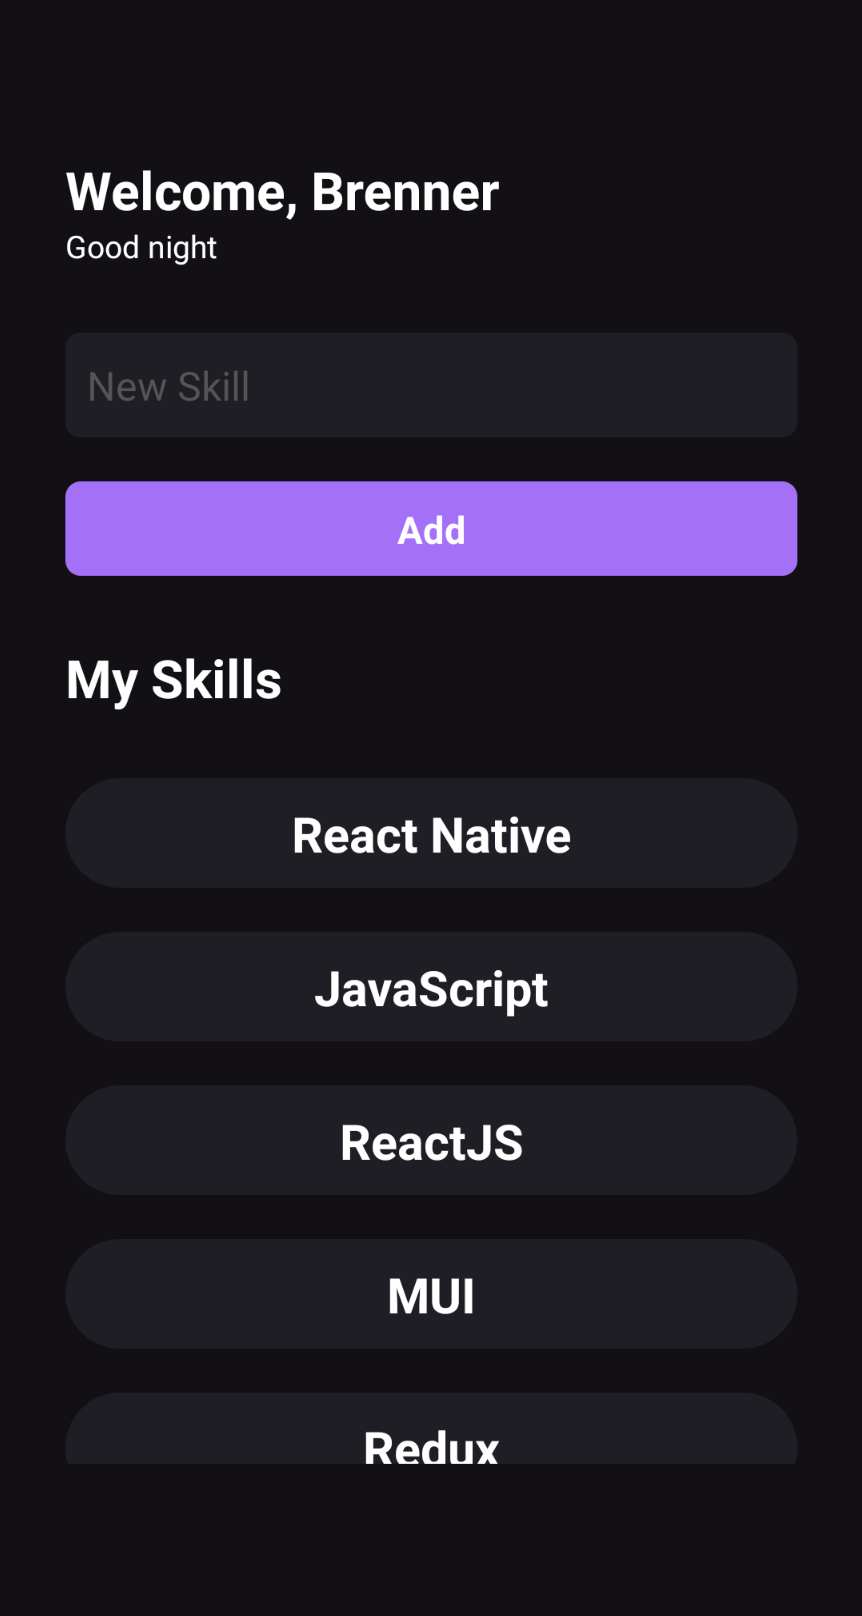 Welcome, Brenner
Good night
New Skill
Add
My Skills
React Native
JavaScript
ReactJS
MUI
Redux